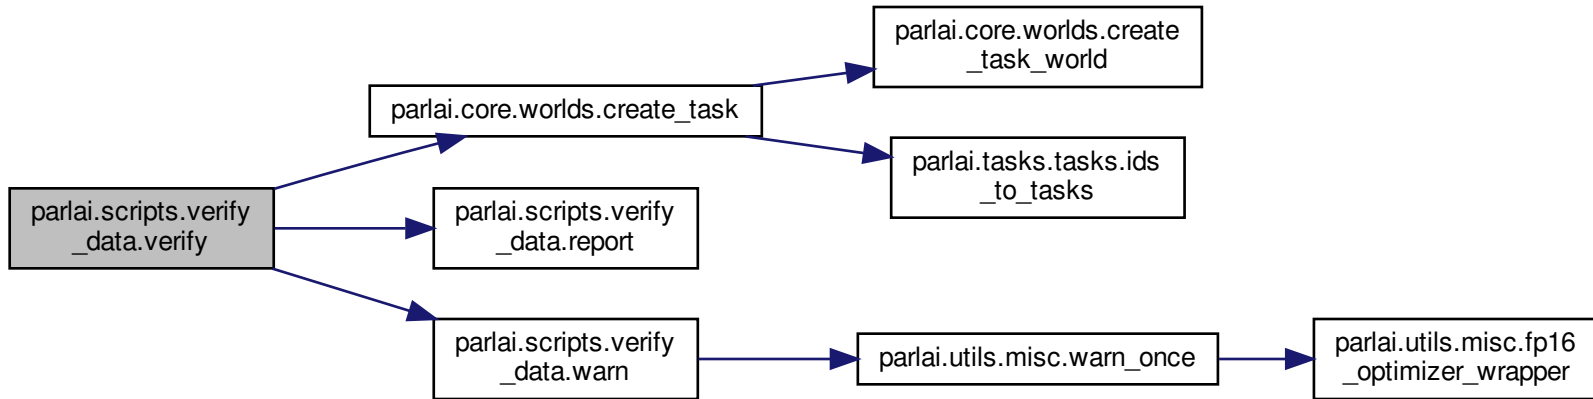 parlai.core.worlds.create
_task_world
parlai.core.worlds.create_task
parlai.tasks.tasks.ids
_to_tasks
parlai.scripts.verify
_data.verify
parlai.scripts.verify
_data.report
parlai.scripts.verify
_data.warn
parlai.utils.misc.warn_once
parlai.utils.misc.fp16
_optimizer_wrapper